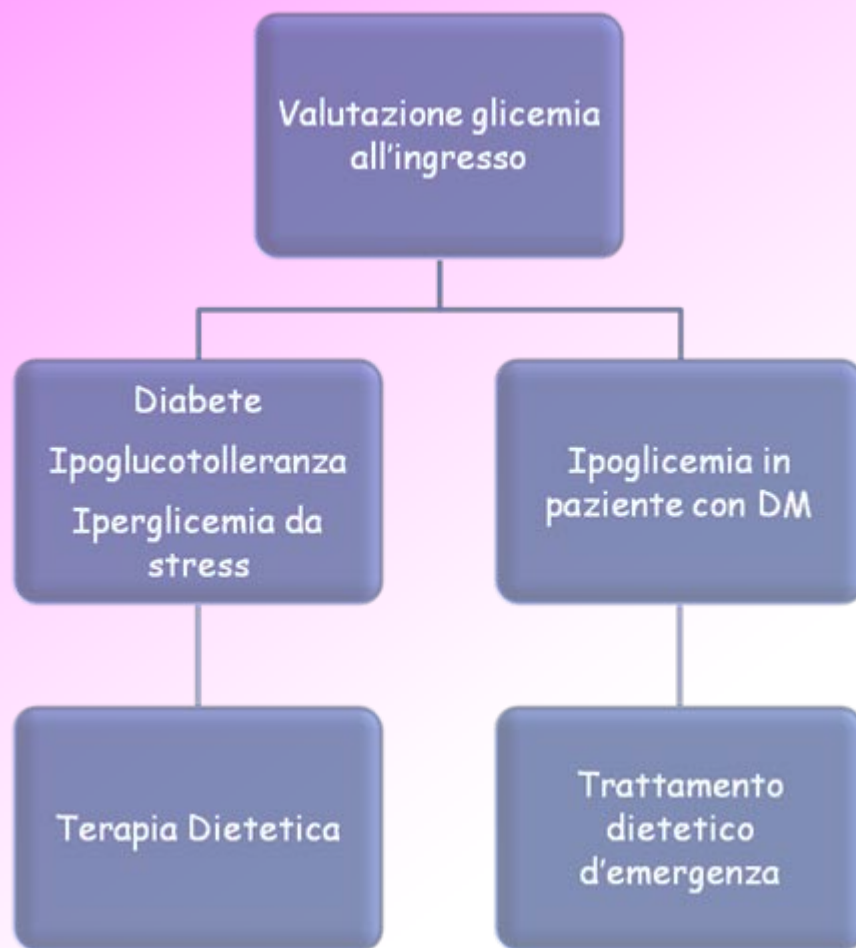 Valutazione glicemia
all'ingresso
Diabete
Ipoglucotolleranza
Iperglicemia da
stress
Ipoglicemia in
paziente con DM
Terapia Dietetica
Trattamento
dietetico
d'emergenza